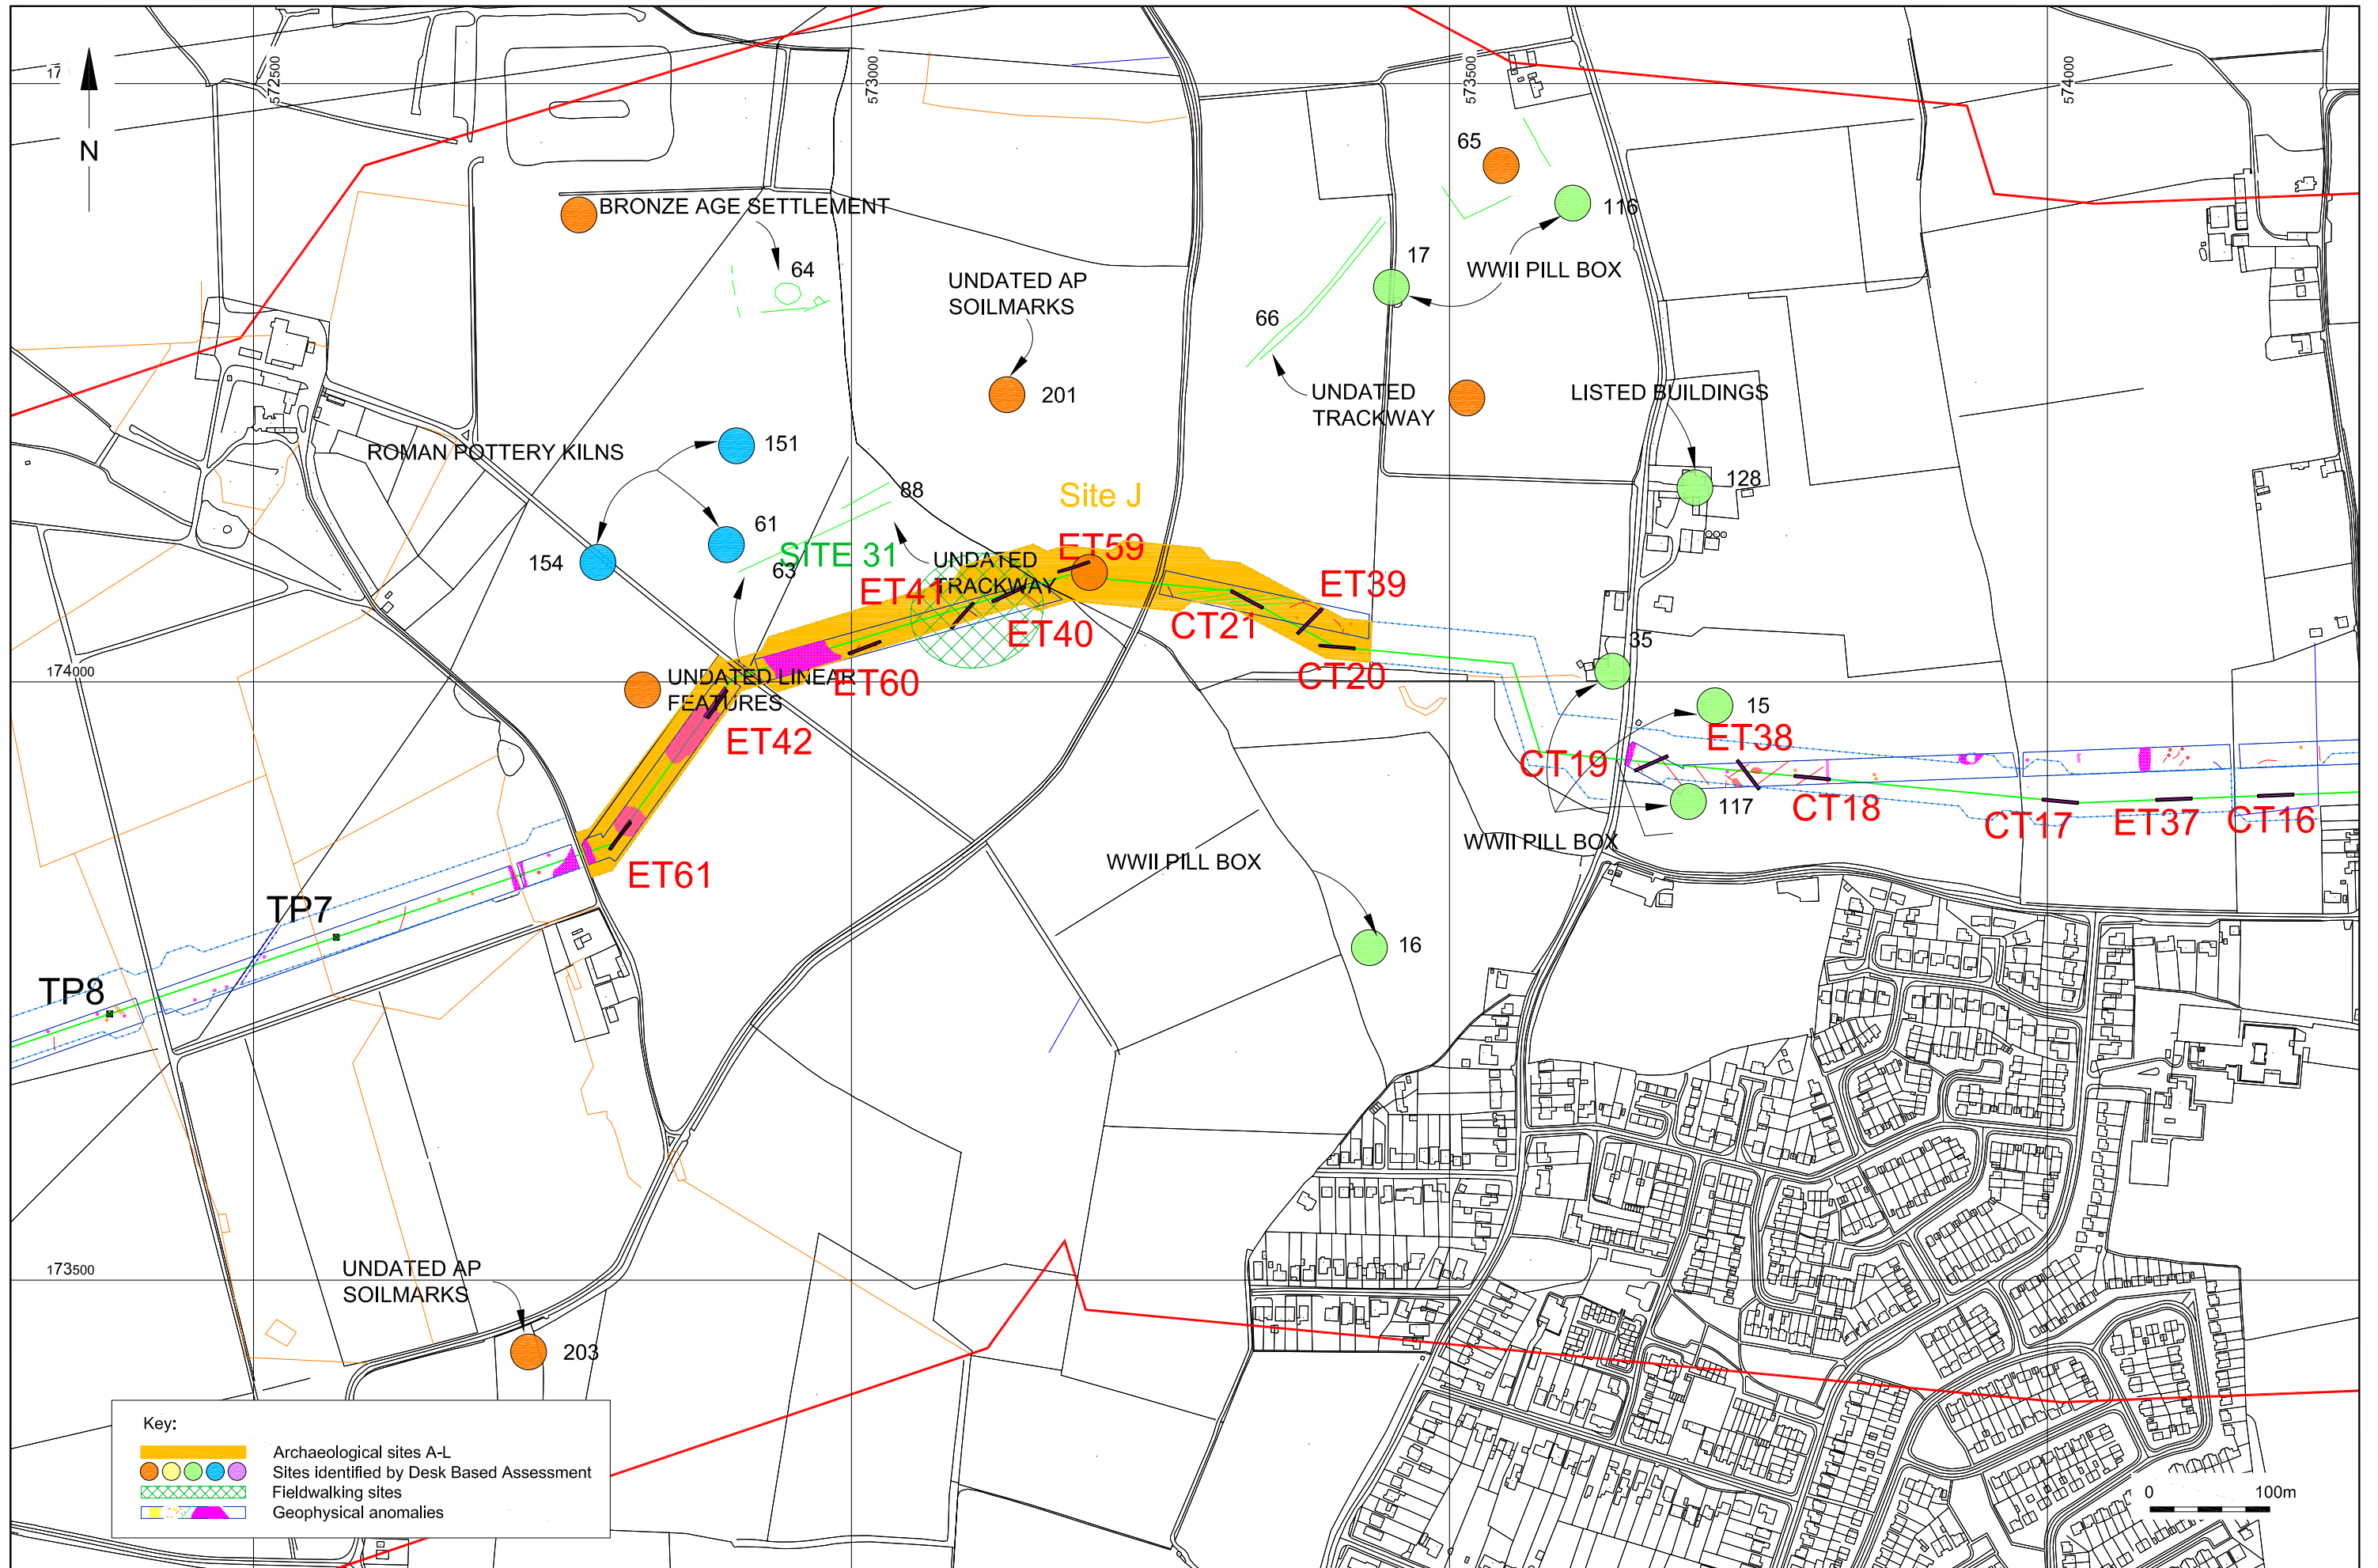 17
572500
573000
573500
574000
N
65
BRONZE AGE SETTLEMENT
116
64
17
WWII PILL BOX
UNDATED AP
SOILMARKS
66
201
UNDATED
TRACKWAY
LISTED BUILDINGS
ROMAN POTTERY KILNS
151
88
Site J
128
61
154
SITE 31
63
UNDATED
TRACKWAY
ET59
ET41
ET39
ET40
CT21
35
174000
UNDATED LINEAR
FEATURES
ET60
CT20
15
ET42
ET38
CT19
117
CT18
CT17
ET37
CT16
WWII PILL BOX
WWII PILL BOX
ET61
TP7
16
TP8
173500
UNDATED AP
SOILMARKS
203
Key:
Archaeological sites A-L
Sites identified by Desk Based Assessment
Fieldwalking sites
Geophysical anomalies
0 100m